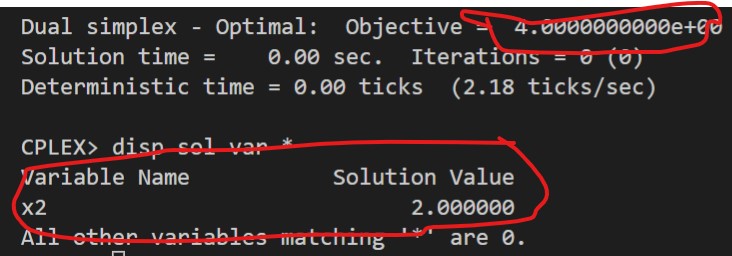 Dual simplex - Optimal:  Objective =  4.0000000000e+00
Solution time =    0.00 sec.  Iterations = 0 (0)
Deterministic time = 0.00 ticks  (2.18 ticks/sec)
CPLEX> disp sol var *
Variable Name           Solution Value
x2                            2.000000
All other variables matching '*' are 0.